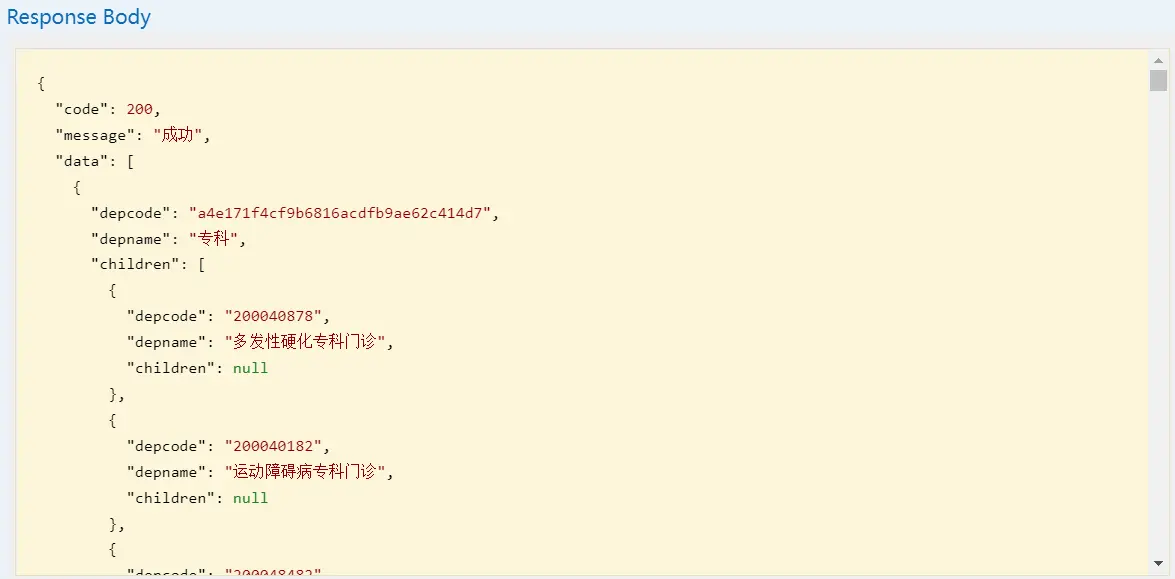 Response Body
{
"code": 200,
"message": "成功",
"data": [
{
"depcode": "a4e171f4cf9b6816acdfb9ae62c414d7",
"depname": "专科",
"children": [
{
"depcode": "200040878",
"depname": "多发性硬化专科门诊",
"children": null
},
{
"depcode": "200040182",
"depname": "运动障碍病专科门诊",
"children": null
},
{
"depcode": "200048482",